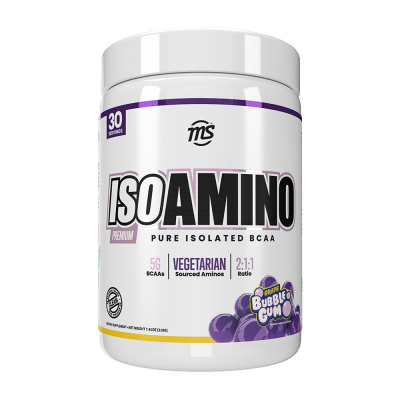 30
SERVINGS
MS
ISOAMINO
PREMIUM
PURE ISOLATED BCAA
5G
BCAAs
VEGETARIAN
Sourced Aminos
2:1:1
Ratio
GRAPE
BUBBLE
GUM